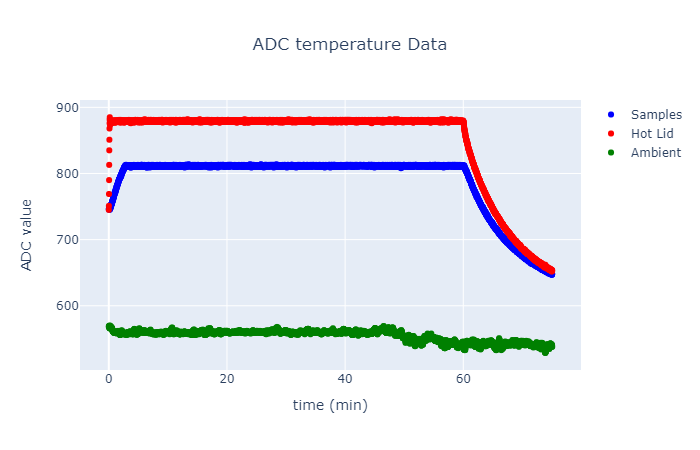 ADC temperature Data
900
800
700
600
ADC value
0
20
40
60
time (min)
Samples
Hot Lid
Ambient